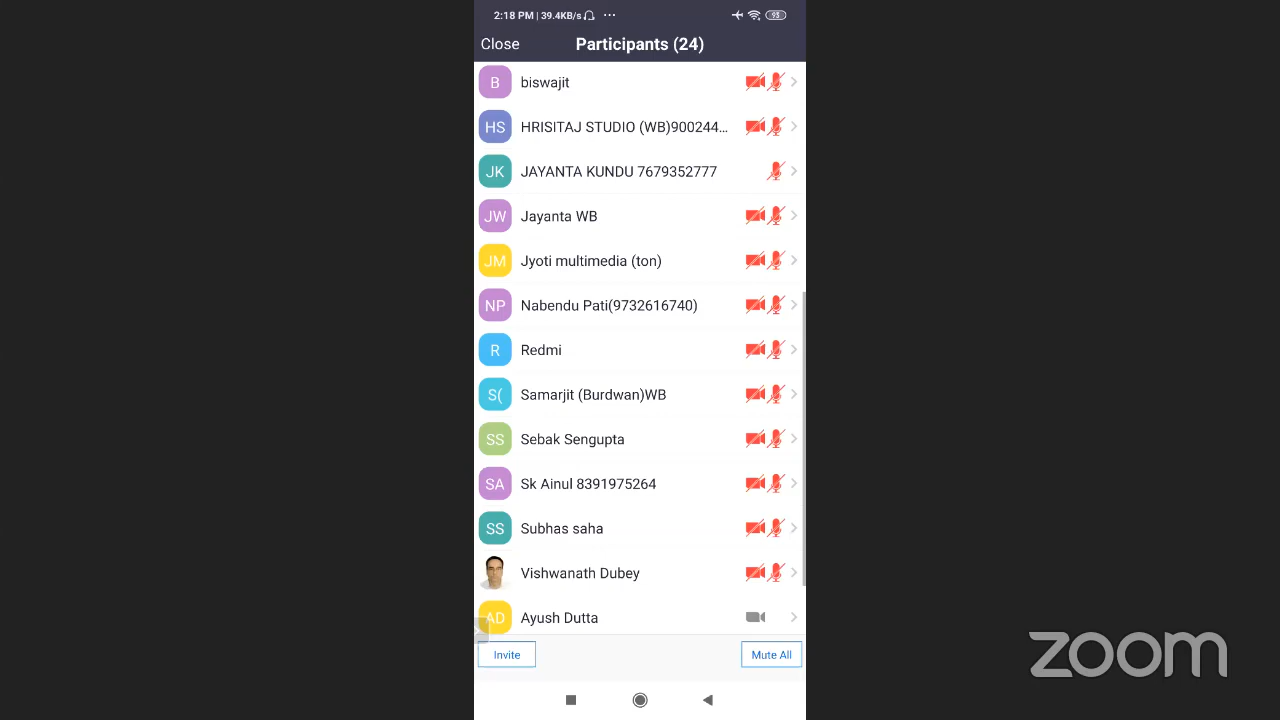 2:18 PM | 39.4KB/s ... 95
Close Participants (24)
B biswajit
HS HRISITAJ STUDIO (WB)900244...
JK JAYANTA KUNDU 7679352777
JW Jayanta WB
JM Jyoti multimedia (ton)
NP Nabendu Pati(9732616740)
R Redmi
S( Samarjit (Burdwan)WB
SS Sebak Sengupta
SA Sk Ainul 8391975264
SS Subhas saha
Vishwanath Dubey
AD Ayush Dutta
Invite Mute All
zoom